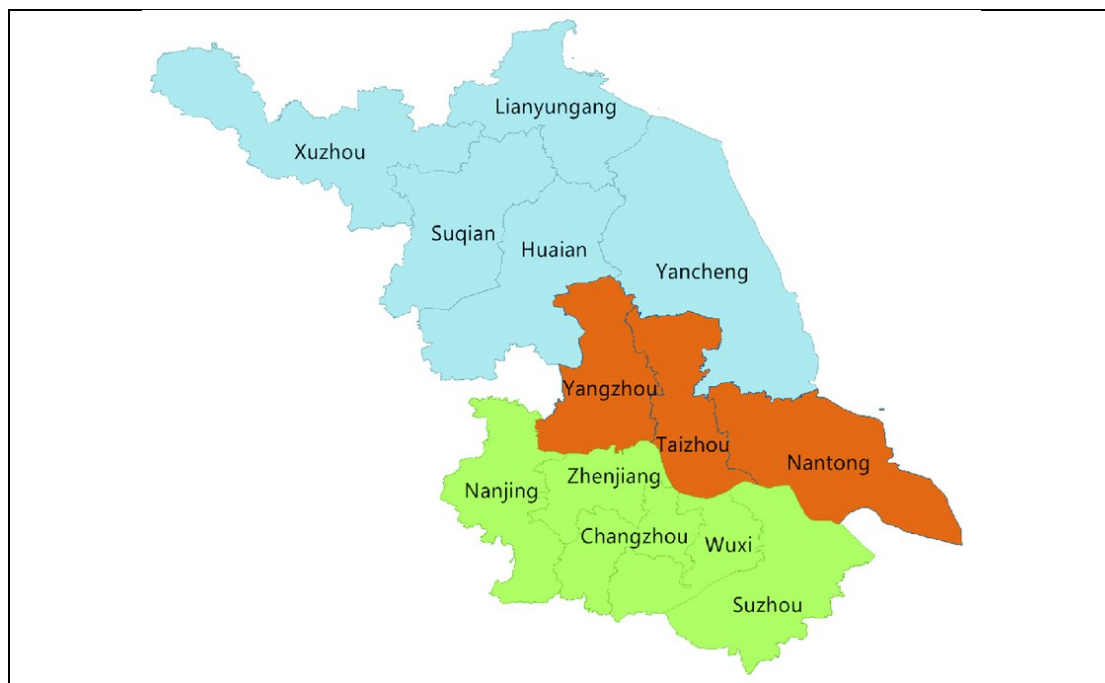 Lianyungang
Xuzhou
Suqian
Huaian
Yancheng
Yangzhou
Taizhou
Nantong
Zhenjiang
Nanjing
Changzhou
Wuxi
Suzhou